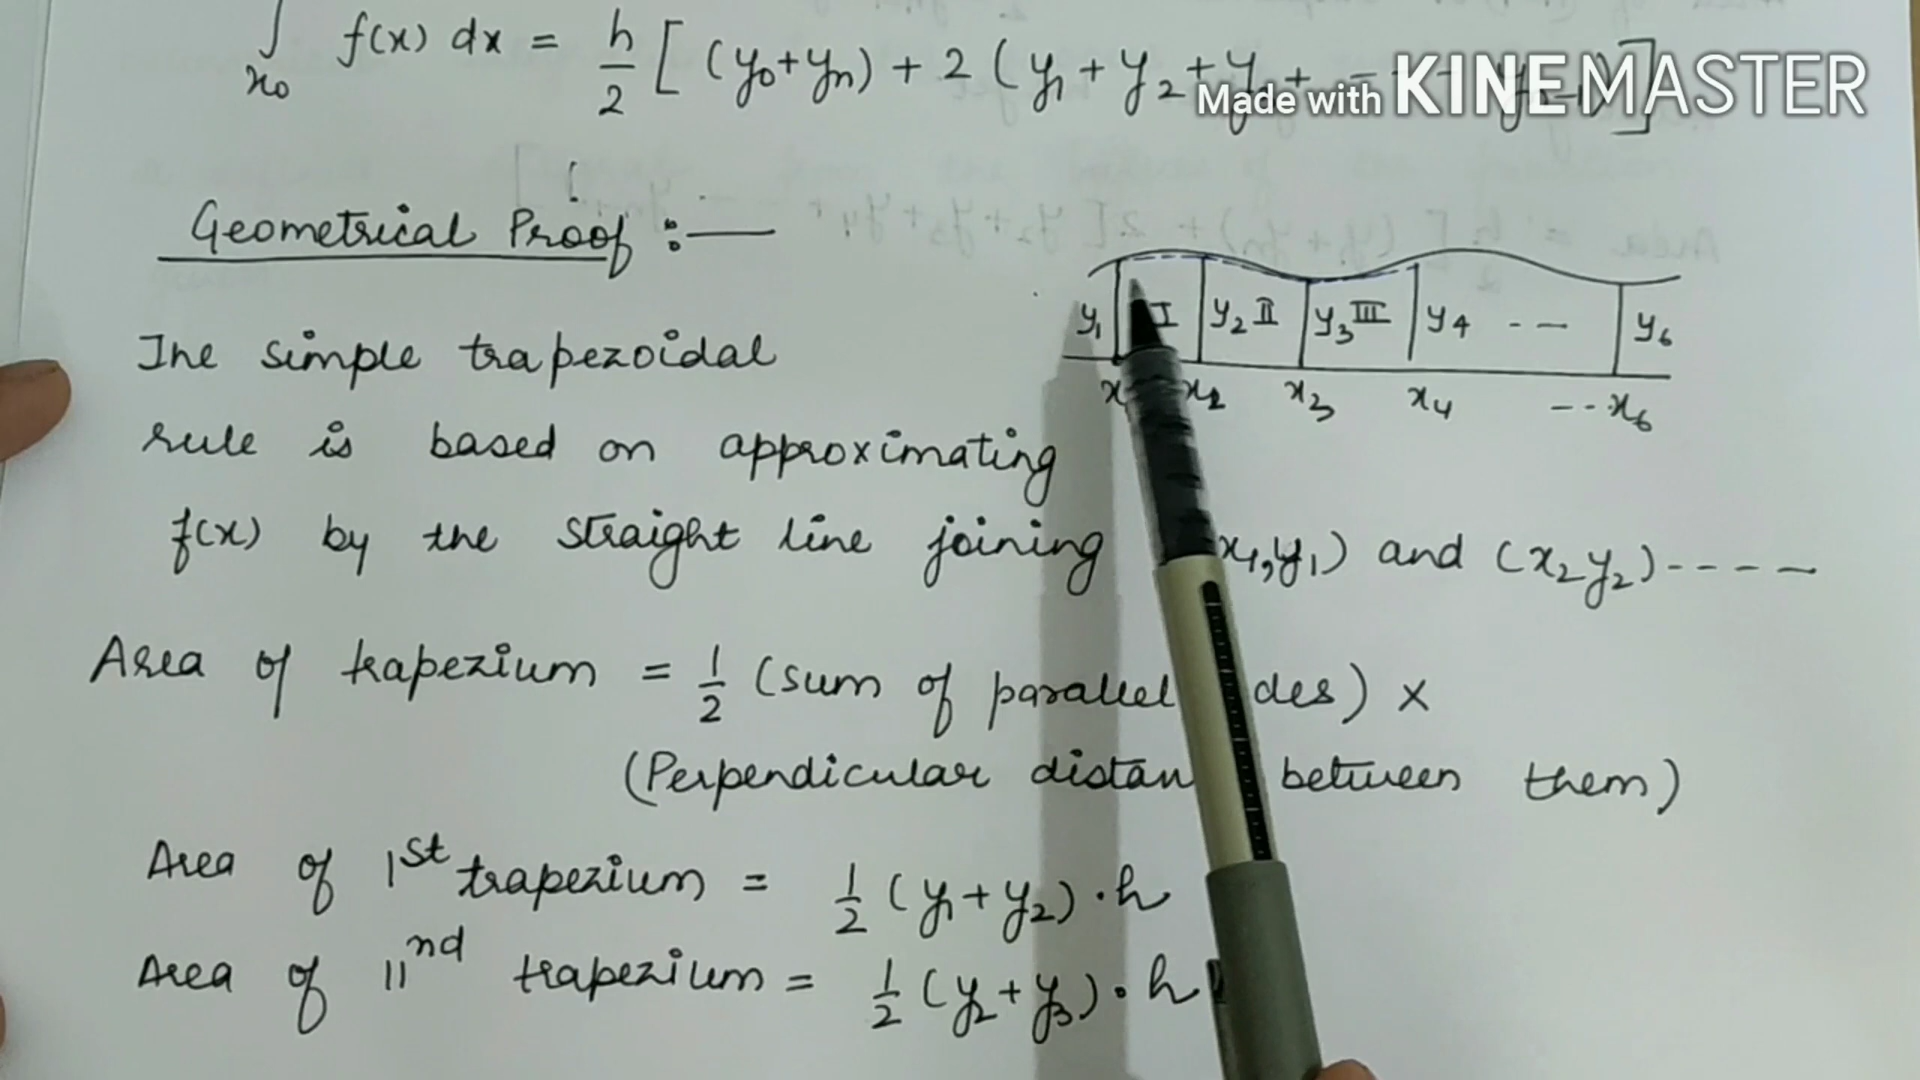 ∫ f(x) dx = h/2 [ (y₀+yₙ) + 2 ( y₁ + y₂ +
x₀
Made with KINEMASTER
Geometrical Proof :—
y₁ I y₂ II y₃ III y₄ - - — y₆
x x₂ x₃ x₄ - - x₆
The simple trapezoidal
rule is based on approximating
f(x) by the straight line joining x₁,y₁) and (x₂y₂)- - - - —
Area of trapezium = 1/2 (sum of parallel des) ×
(Perpendicular distan between them)
Area of 1st trapezium = 1/2 (y₁+y₂)·h
Area of IInd trapezium = 1/2 (y₂+y₃)·h